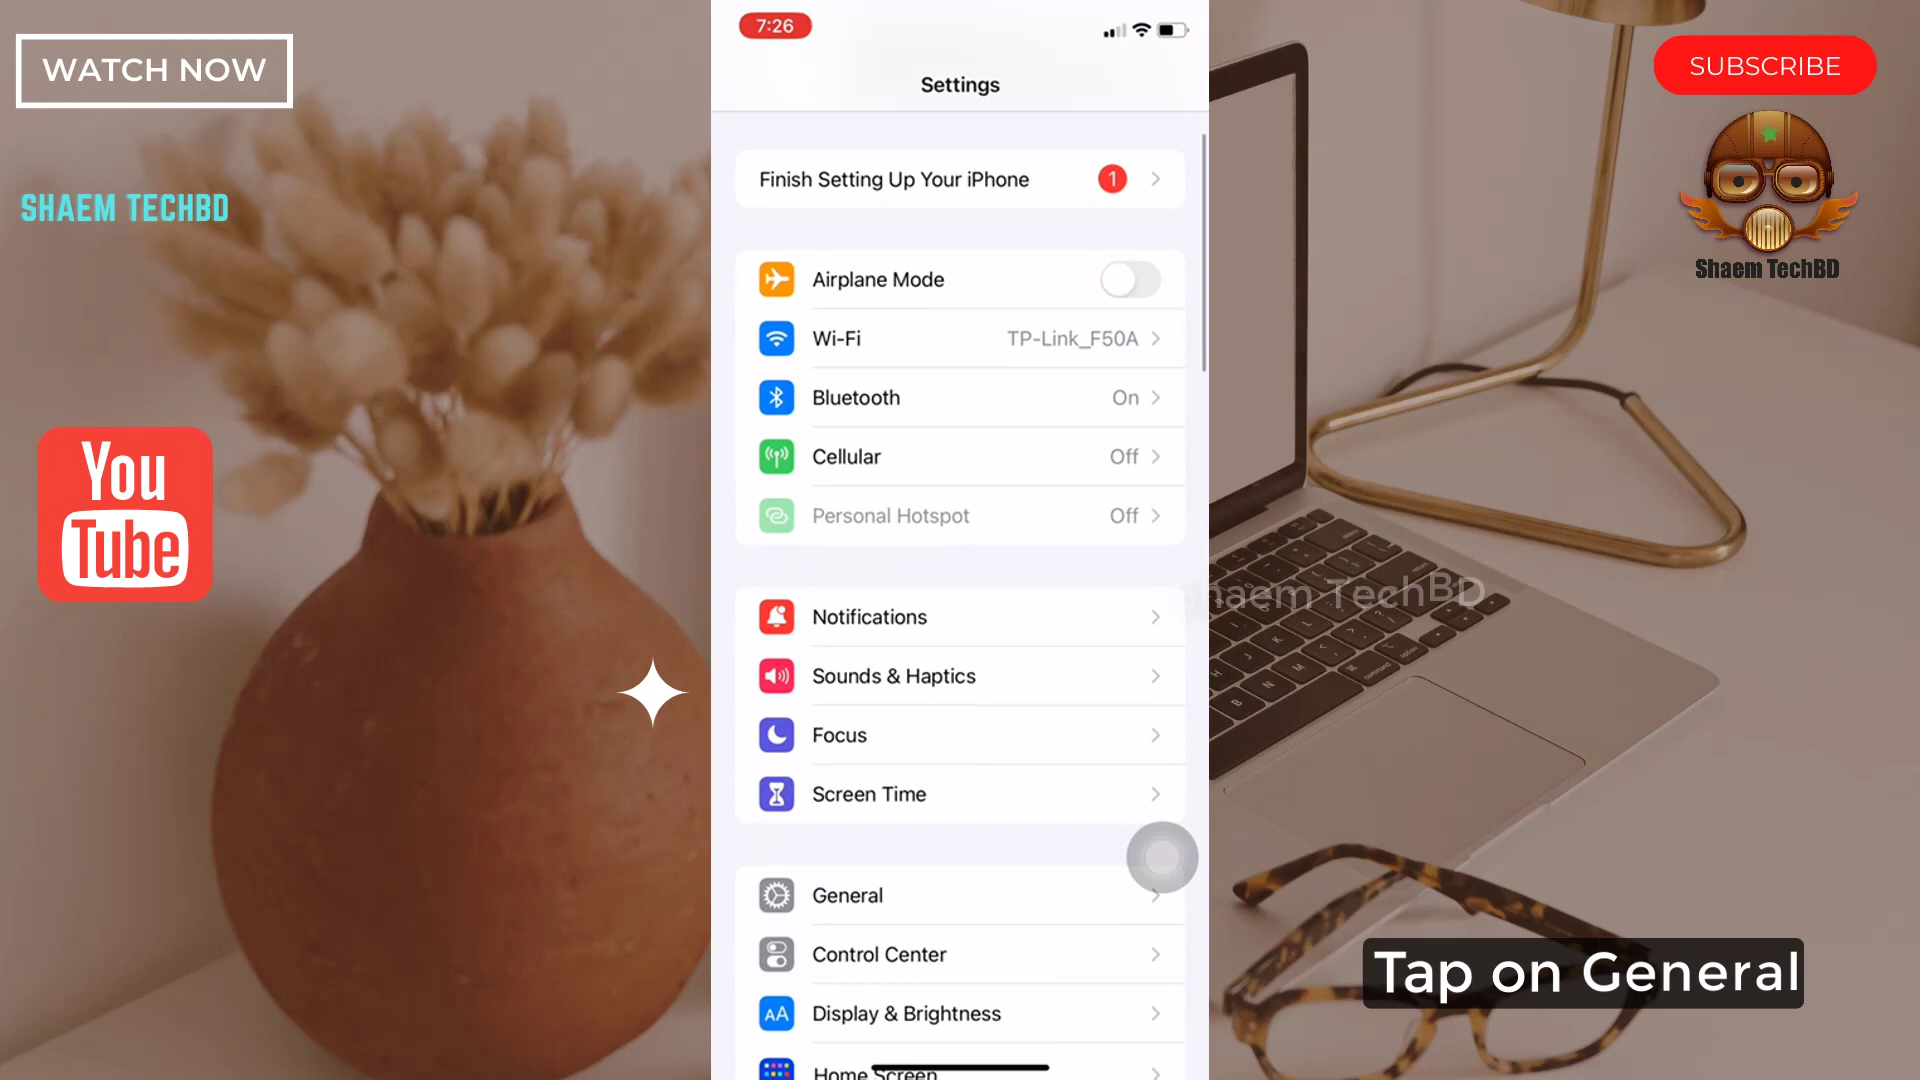 WATCH NOW
SHAEM TECHBD
You
Tube
7:26
Settings
Finish Setting Up Your iPhone 1
Airplane Mode
Wi-Fi TP-Link_F50A
Bluetooth On
Cellular Off
Personal Hotspot Off
Notifications
Sounds & Haptics
Focus
Screen Time
General
Control Center
AA Display & Brightness
Home Screen
SUBSCRIBE
Shaem TechBD
Shaem TechBD
Tap on General